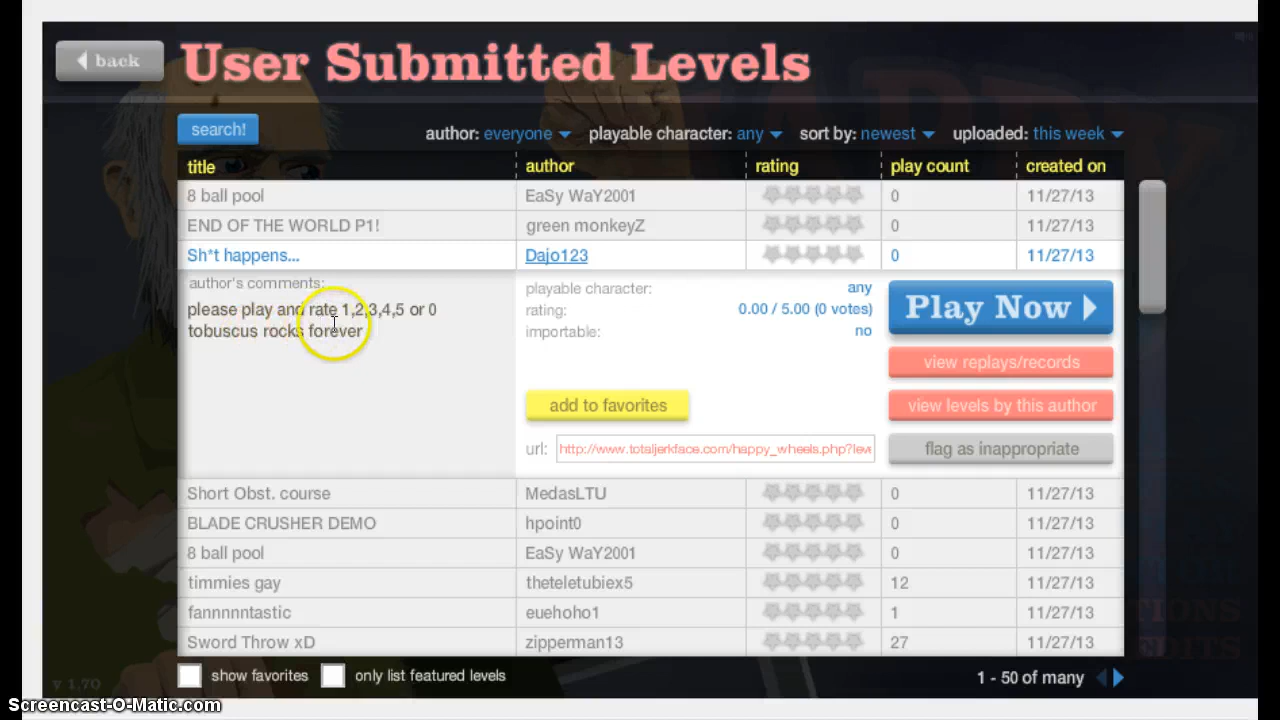 back
User Submitted Levels
search!
author: everyone playable character: any sort by: newest uploaded: this week
title author rating play count created on
8 ball pool EaSy WaY2001 0 11/27/13
END OF THE WORLD P1! green monkeyZ 0 11/27/13
Sh*t happens... Dajo123 0 11/27/13
author's comments:
please play and rate 1,2,3,4,5 or 0
tobuscus rocks forever
playable character: any
rating: 0.00 / 5.00 (0 votes)
importable: no
add to favorites
url: http://www.totaljerkface.com/happy_wheels.php?leve
Play Now
view replays/records
view levels by this author
flag as inappropriate
Short Obst. course MedasLTU 0 11/27/13
BLADE CRUSHER DEMO hpoint0 0 11/27/13
8 ball pool EaSy WaY2001 0 11/27/13
timmies gay theteletubiex5 12 11/27/13
fannnnntastic euehoho1 1 11/27/13
Sword Throw xD zipperman13 27 11/27/13
show favorites only list featured levels
1 - 50 of many
v 1.70
Screencast-O-Matic.com